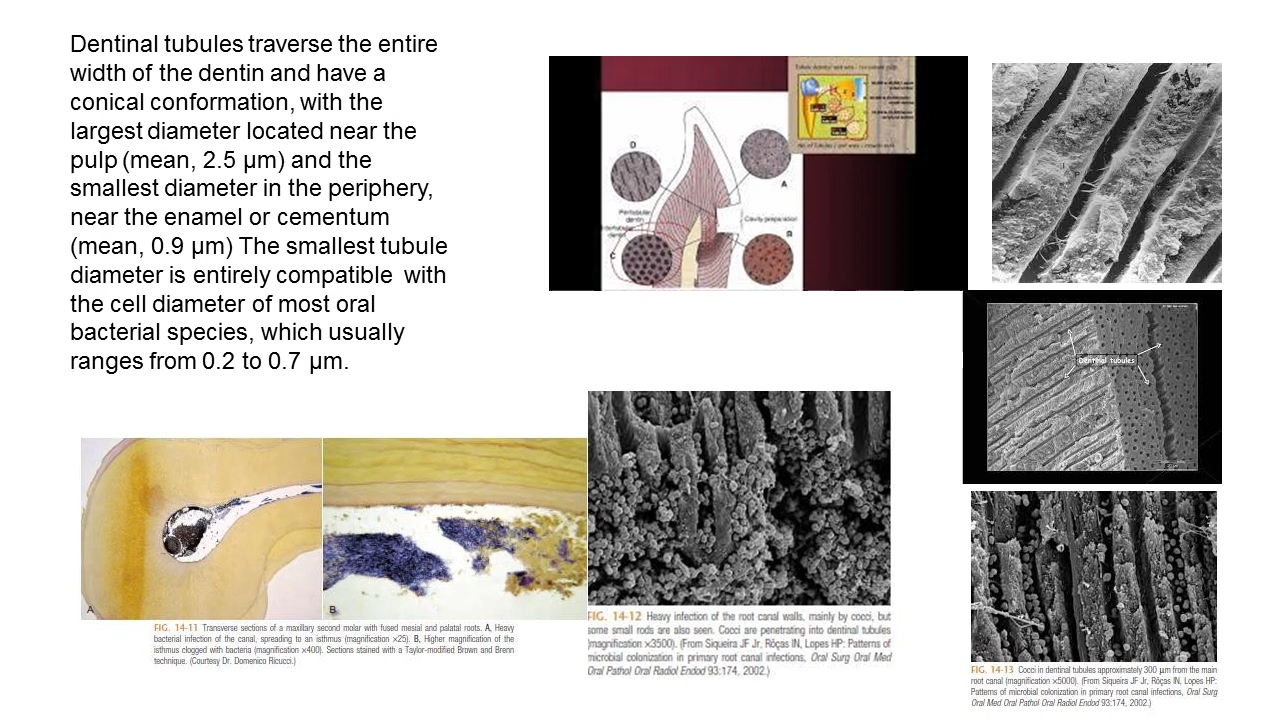 Dentinal tubules traverse the entire
width of the dentin and have a
conical conformation, with the
largest diameter located near the
pulp (mean, 2.5 µm) and the
smallest diameter in the periphery,
near the enamel or cementum
(mean, 0.9 µm) The smallest tubule
diameter is entirely compatible with
the cell diameter of most oral
bacterial species, which usually
ranges from 0.2 to 0.7 µm.
D
A
Peritubular
dentin
Intertubular
dentin
Cavity preparation
B
C
Dentinal tubules
A
B
FIG. 14-11 Transverse sections of a maxillary second molar with fused mesial and palatal roots. A, Heavy
bacterial infection of the canal, spreading to an isthmus (magnification ×25). B, Higher magnification of the
isthmus clogged with bacteria (magnification ×400). Sections stained with a Taylor-modified Brown and Brenn
technique. (Courtesy Dr. Domenico Ricucci.)
FIG. 14-12 Heavy infection of the root canal walls, mainly by cocci, but
some small rods are also seen. Cocci are penetrating into dentinal tubules
(magnification ×3500). (From Siqueira JF Jr, Rôças IN, Lopes HP: Patterns of
microbial colonization in primary root canal infections, Oral Surg Oral Med
Oral Pathol Oral Radiol Endod 93:174, 2002.)
FIG. 14-13 Cocci in dentinal tubules approximately 300 µm from the main
root canal (magnification ×5000). (From Siqueira JF Jr, Rôças IN, Lopes HP:
Patterns of microbial colonization in primary root canal infections, Oral Surg
Oral Med Oral Pathol Oral Radiol Endod 93:174, 2002.)